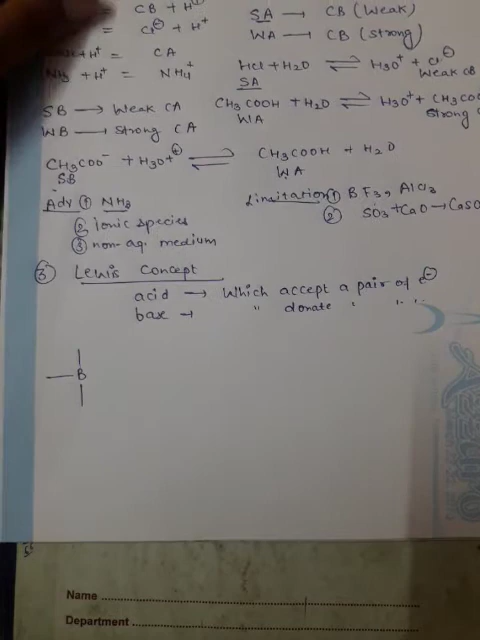 CB + H⁺
SA → CB (Weak)
= Cl⊖ + H⁺
WA → CB (Strong)
+H⁺ = CA
NH₃ + H⁺ = NH₄⁺
HCl + H₂O ⇌ H₃O⁺ + Cl⊖
SA
Weak CB
SB → Weak CA
CH₃COOH + H₂O ⇌ H₃O⁺ + CH₃COO
WA
Strong
WB → Strong CA
CH₃COO⁻ + H₃O⁺ ⇌ CH₃COOH + H₂O
SB
WA
Adv ① NH₃
② ionic species
③ non-aq. medium
Limitation ① BF₃, AlCl₃
② SO₃ + CaO → CaSO
③ Lewis Concept
acid → Which accept a pair of e⊖
base → " donate " " "
B
Name
Department